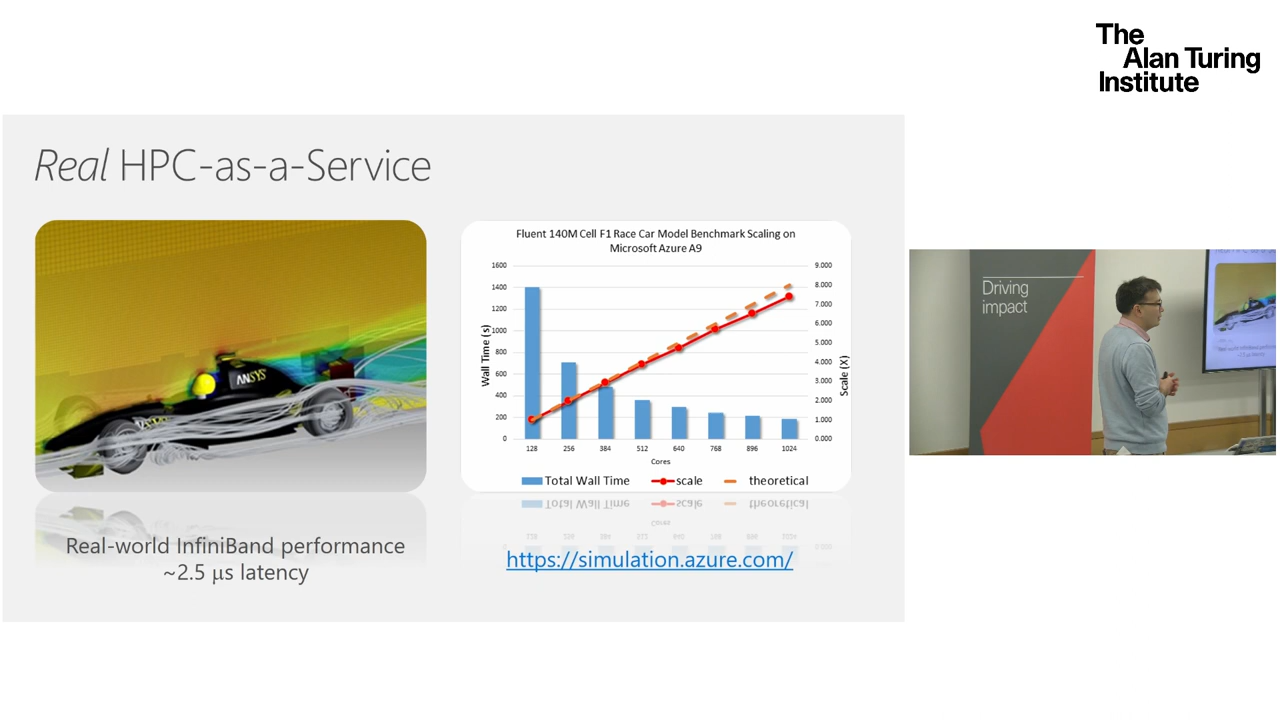 The
Alan Turing
Institute
Real HPC-as-a-Service
ANSYS
Fluent 140M Cell F1 Race Car Model Benchmark Scaling on
Microsoft Azure A9
Wall Time (s)
1600
1400
1200
1000
800
600
400
200
0
9.000
8.000
7.000
6.000
5.000
4.000
3.000
2.000
1.000
0.000
Scale (X)
128 256 384 512 640 768 896 1024
Cores
Total Wall Time scale theoretical
Real-world InfiniBand performance
~2.5 µs latency
https://simulation.azure.com/
Driving
impact